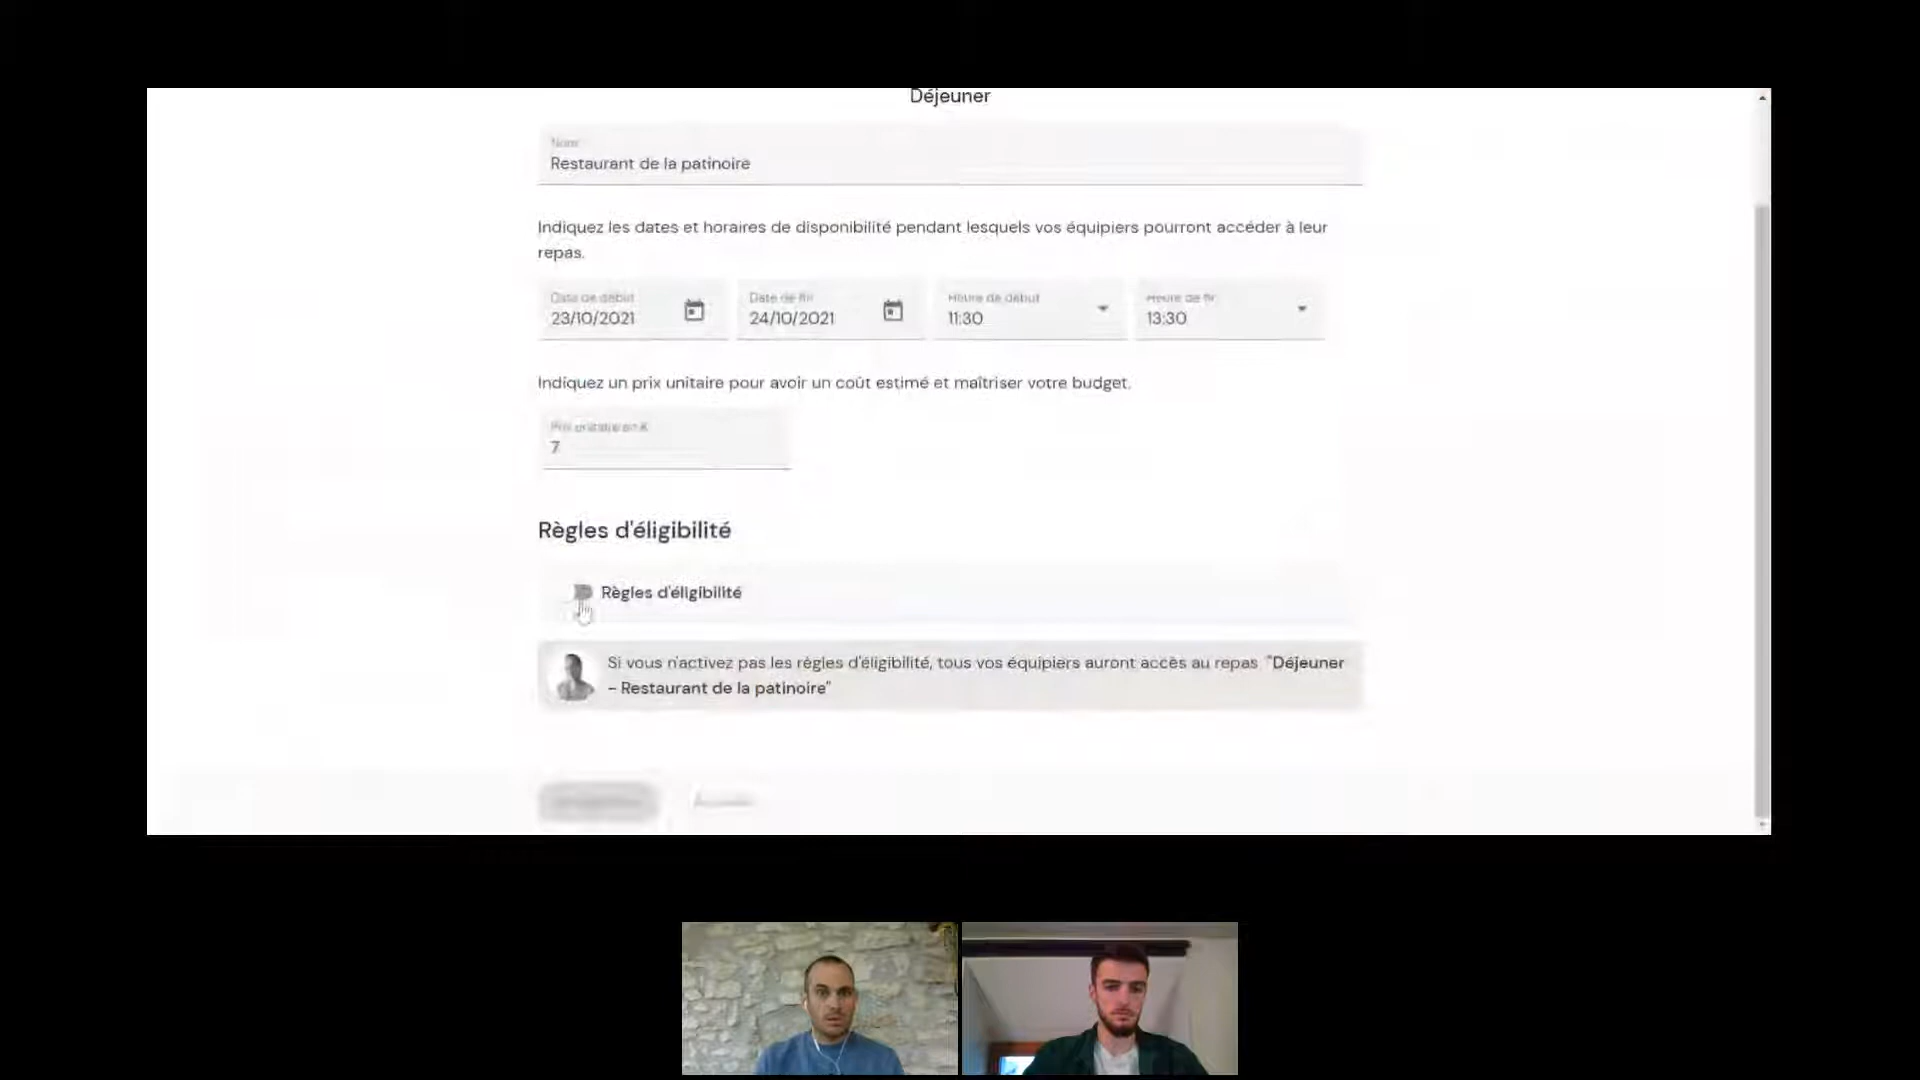 Déjeuner
Nom
Restaurant de la patinoire
Indiquez les dates et horaires de disponibilité pendant lesquels vos équipiers pourront accéder à leur
repas.
Date de début Date de fin Heure de début Heure de fin
23/10/2021 24/10/2021 11:30 13:30
Indiquez un prix unitaire pour avoir un coût estimé et maîtriser votre budget.
Prix unitaire en €
7
Règles d'éligibilité
Règles d'éligibilité
Si vous n'activez pas les règles d'éligibilité, tous vos équipiers auront accès au repas "Déjeuner
- Restaurant de la patinoire"